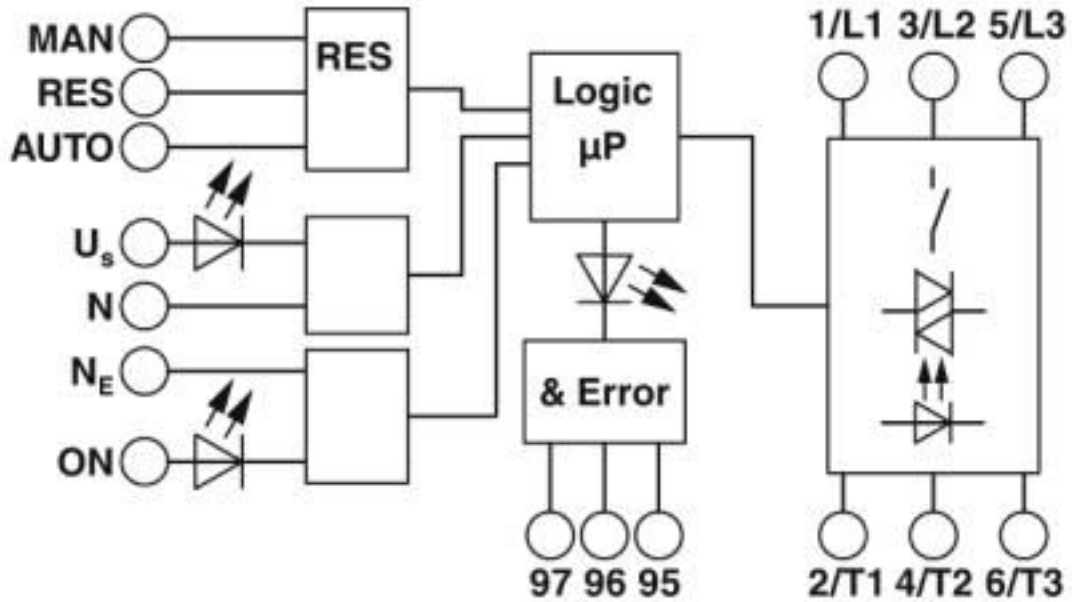 MAN
RES
AUTO
RES
Us
N
NE
ON
Logic
µP
& Error
97 96 95
1/L1 3/L2 5/L3
2/T1 4/T2 6/T3